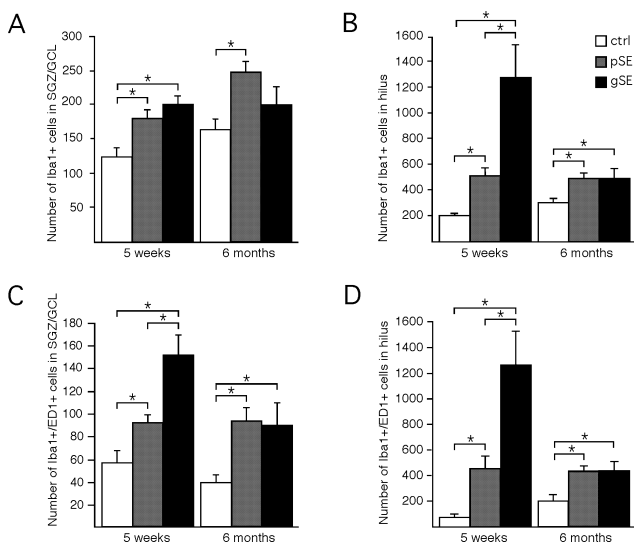 A
Number of Iba1+ cells in SGZ/GCL
300
250
200
150
100
50
*
*
*
5 weeks
6 months
B
Number of Iba1+ cells in hilus
1600
1400
1200
1000
800
600
400
200
*
*
*
*
*
5 weeks
6 months
ctrl
pSE
gSE
C
Number of Iba1+/ED1+ cells in SGZ/GCL
180
160
140
120
100
80
60
40
20
*
*
*
*
*
5 weeks
6 months
D
Number of Iba1+/ED1+ cells in hilus
1600
1400
1200
1000
800
600
400
200
*
*
*
*
*
5 weeks
6 months